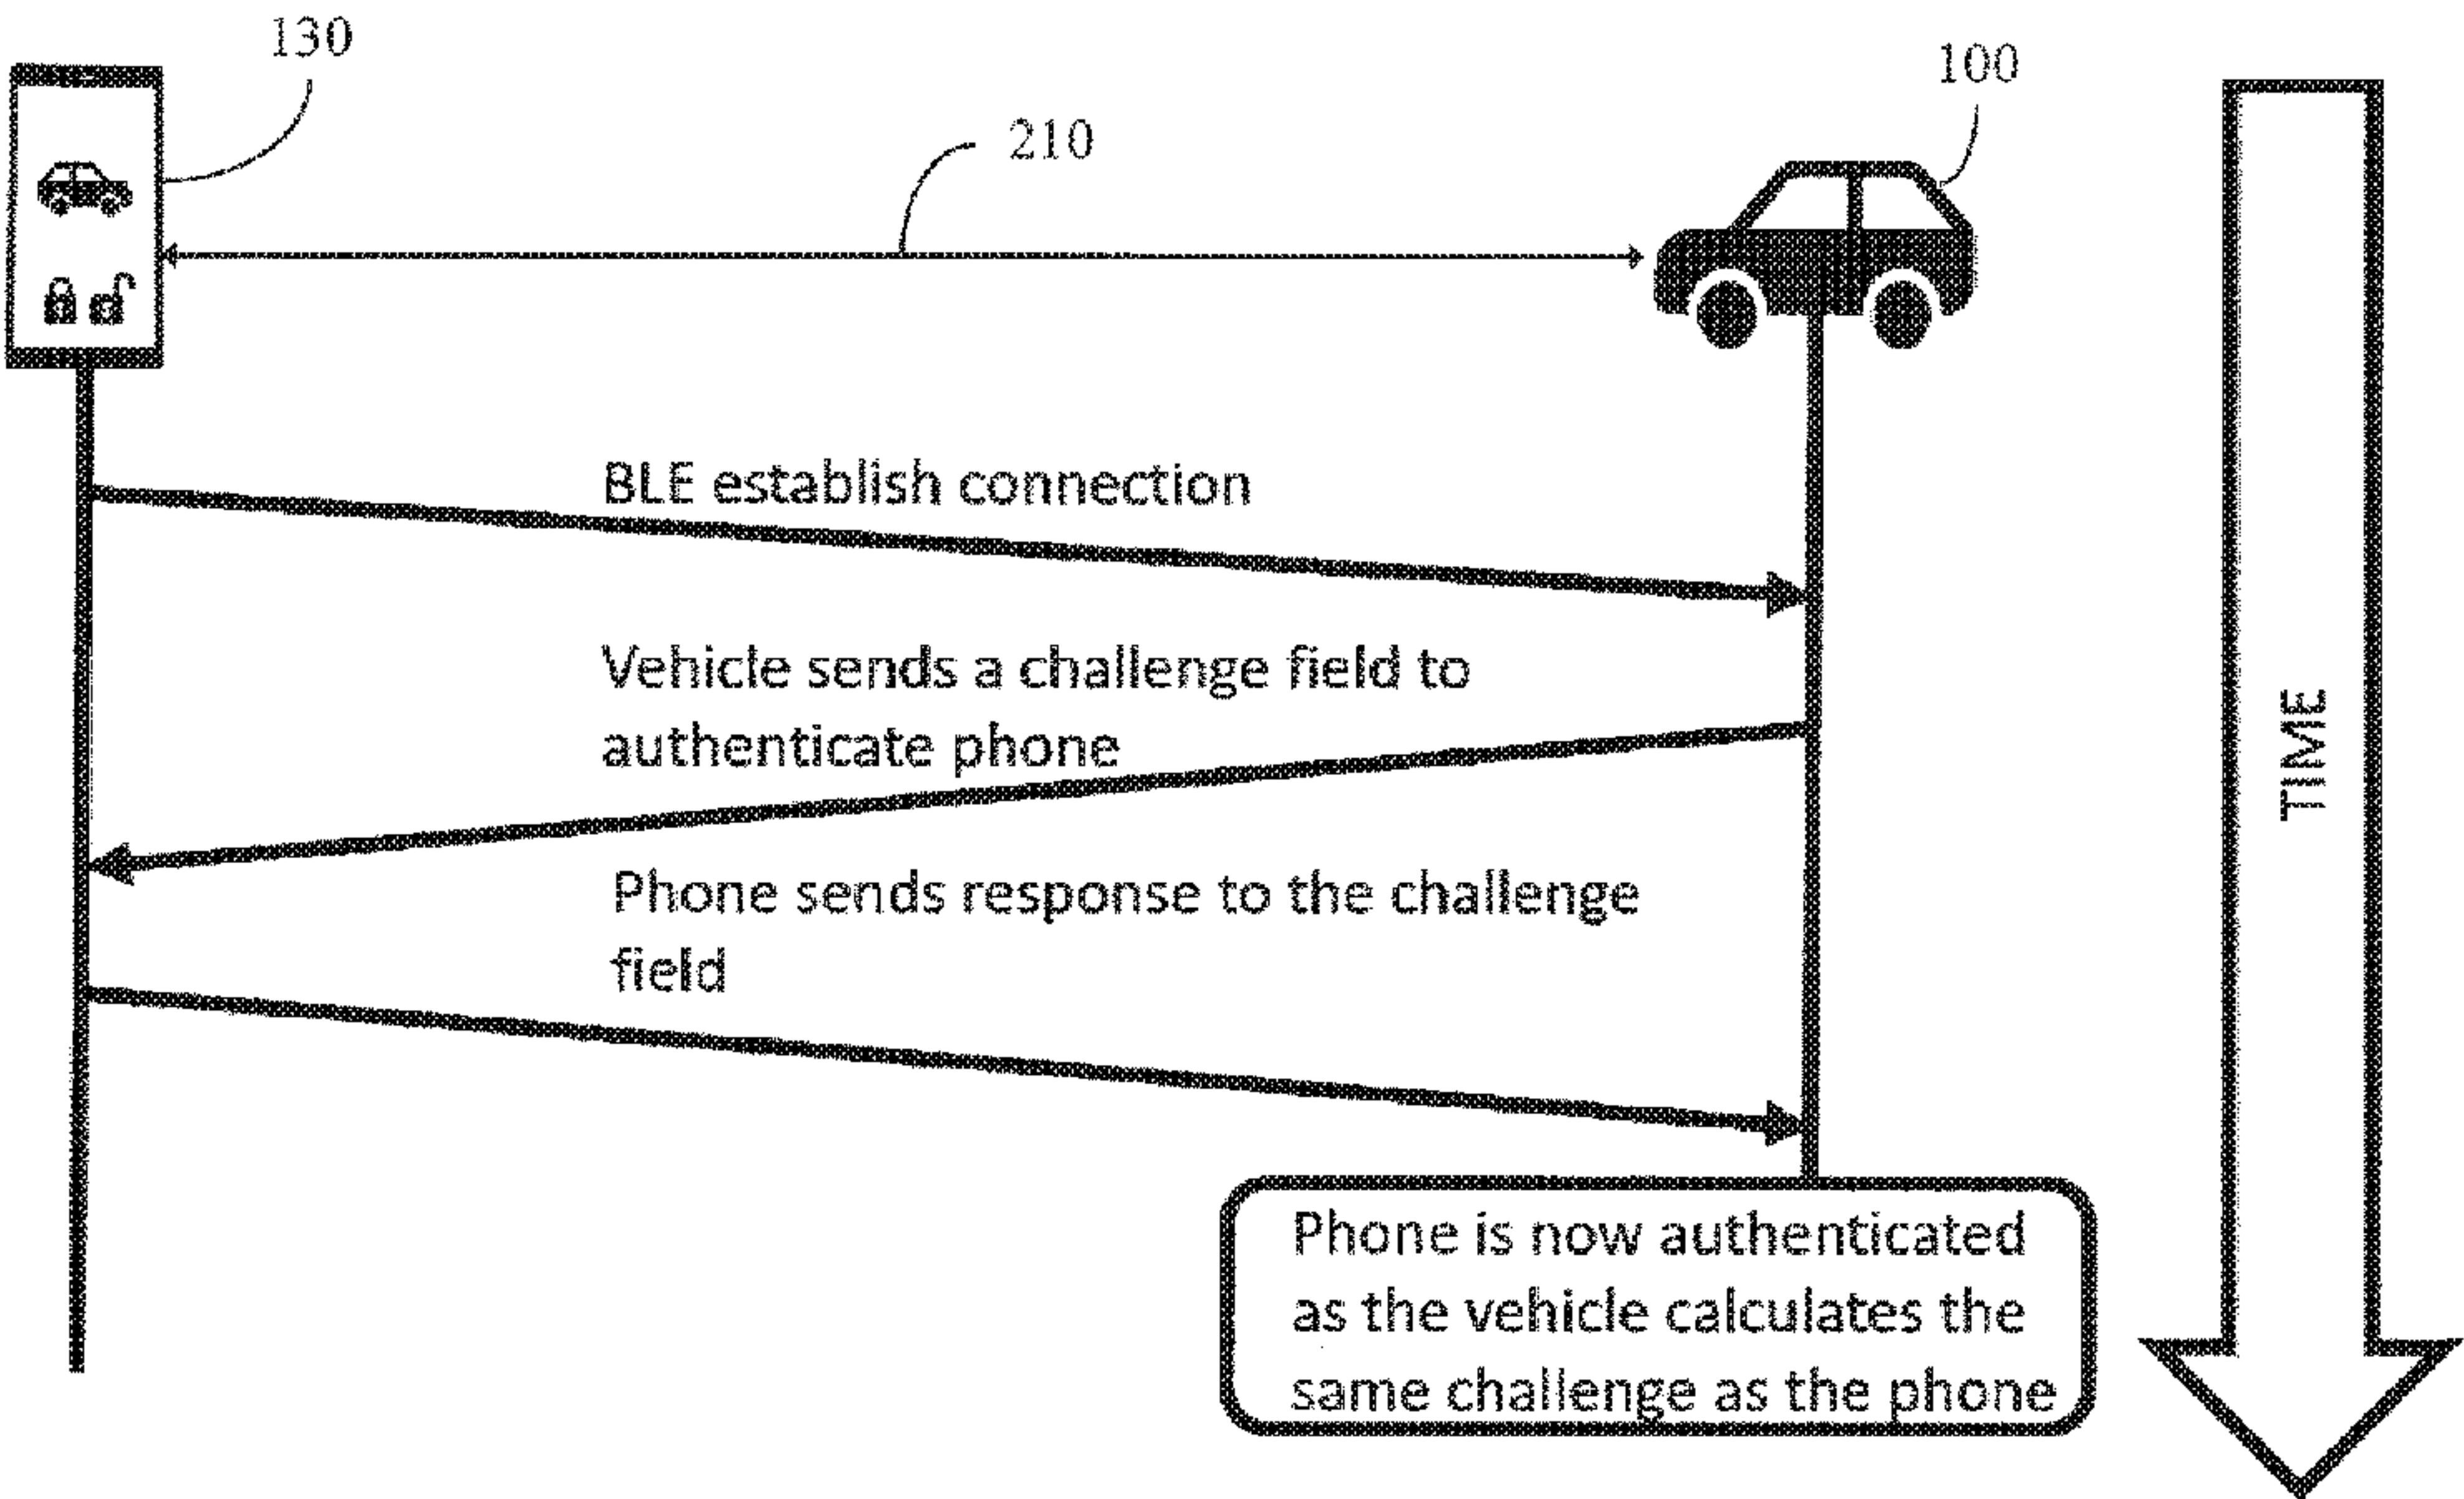 130
100
210
BLE establish connection
Vehicle sends a challenge field to
authenticate phone
Phone sends response to the challenge
field
TIME
Phone is now authenticated
as the vehicle calculates the
same challenge as the phone